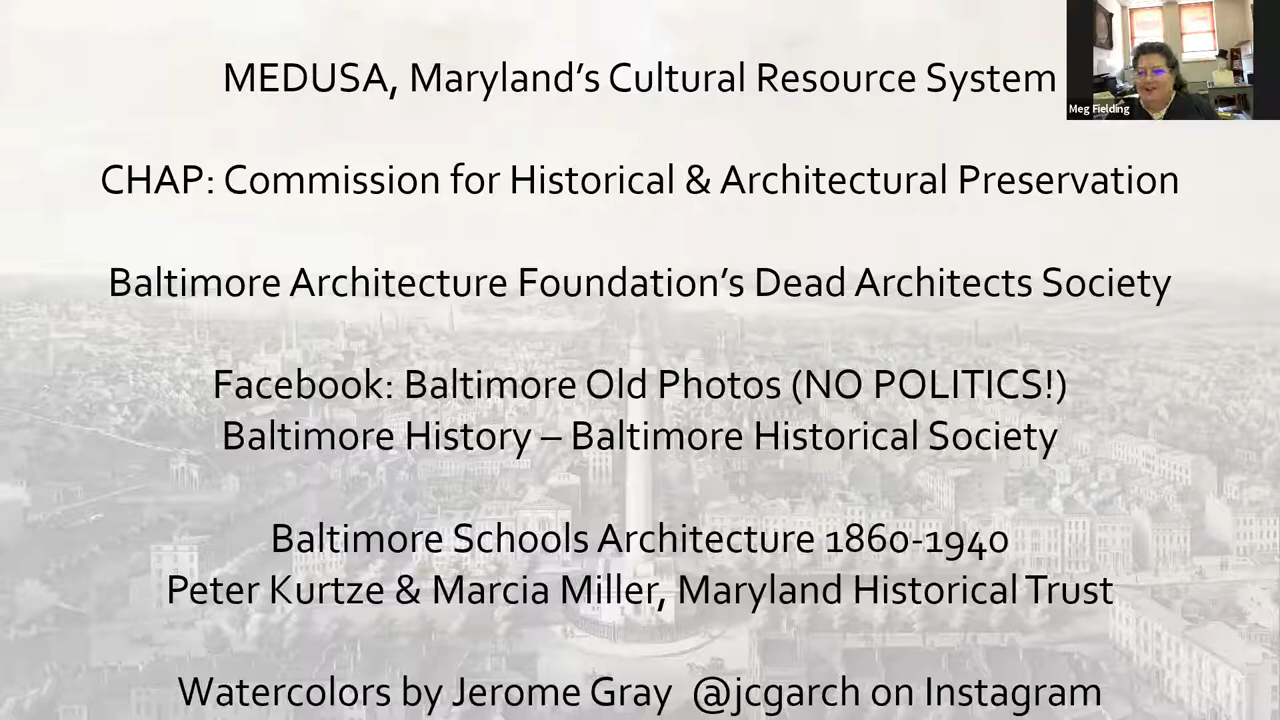 MEDUSA, Maryland’s Cultural Resource System
Meg Fielding
CHAP: Commission for Historical & Architectural Preservation
Baltimore Architecture Foundation’s Dead Architects Society
Facebook: Baltimore Old Photos (NO POLITICS!)
Baltimore History – Baltimore Historical Society
Baltimore Schools Architecture 1860-1940
Peter Kurtze & Marcia Miller, Maryland Historical Trust
Watercolors by Jerome Gray @jcgarch on Instagram